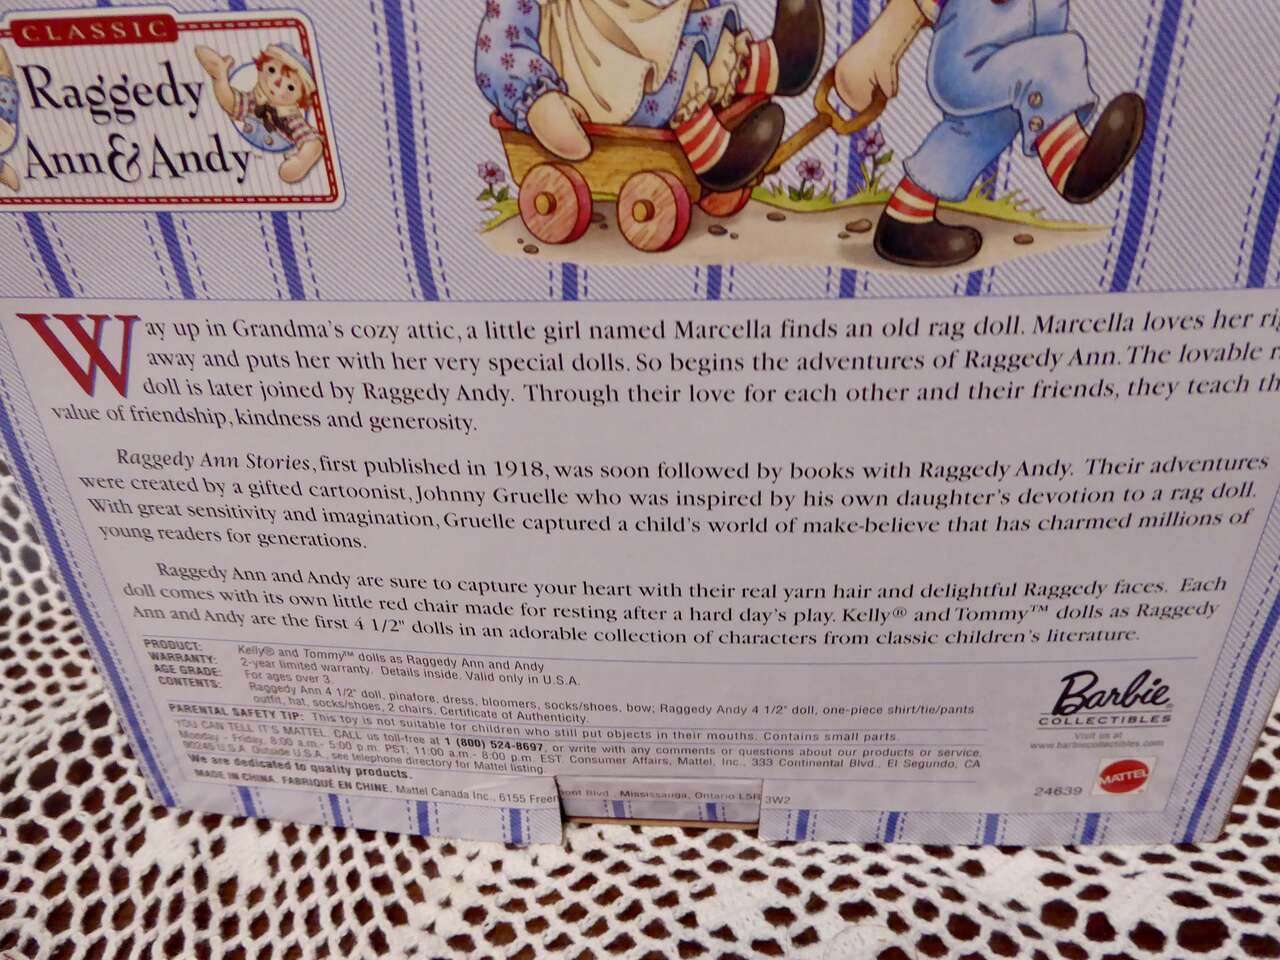 CLASSIC
Raggedy
Ann & Andy™
Way up in Grandma's cozy attic, a little girl named Marcella finds an old rag doll. Marcella loves her
away and puts her with her very special dolls. So begins the adventures of Raggedy Ann. The lovable
doll is later joined by Raggedy Andy. Through their love for each other and their friends, they teach
value of friendship, kindness and generosity.
Raggedy Ann Stories, first published in 1918, was soon followed by books with Raggedy Andy. Their adventures
were created by a gifted cartoonist, Johnny Gruelle who was inspired by his own daughter's devotion to a rag doll.
With great sensitivity and imagination, Gruelle captured a child's world of make-believe that has charmed millions of
young readers for generations.
Raggedy Ann and Andy are sure to capture your heart with their real yarn hair and delightful Raggedy faces. Each
doll comes with its own little red chair made for resting after a hard day's play. Kelly® and Tommy™ dolls as Raggedy
Ann and Andy are the first 4 1/2" dolls in an adorable collection of characters from classic children's literature.
PRODUCT: Kelly® and Tommy™ dolls as Raggedy Ann and Andy
WARRANTY: 2-year limited warranty. Details inside. Valid only in U.S.A.
AGE GRADE: For ages over 3.
CONTENTS: Raggedy Ann 4 1/2" doll, pinafore, dress, bloomers, socks/shoes, bow; Raggedy Andy 4 1/2" doll, one-piece shirt/tie/pants
outfit, hat, socks/shoes, 2 chairs, Certificate of Authenticity.
PARENTAL SAFETY TIP: This toy is not suitable for children who still put objects in their mouths. Contains small parts.
YOU CAN TELL IT'S MATTEL. CALL us toll-free at 1 (800) 524-8697, or write with any comments or questions about our products or service,
Monday - Friday, 8:00 a.m.- 5:00 p.m. PST; 11:00 a.m.- 8:00 p.m. EST. Consumer Affairs, Mattel, Inc., 333 Continental Blvd., El Segundo, CA
90245 U.S.A. Outside U.S.A., see telephone directory for Mattel listing.
We are dedicated to quality products.
MADE IN CHINA. FABRIQUÉ EN CHINE. Mattel Canada Inc., 6155 Freemont Blvd., Mississauga, Ontario L5R 3W2
Barbie®
COLLECTIBLES
Visit us at
www.barbiecollectibles.com
24639
MATTEL